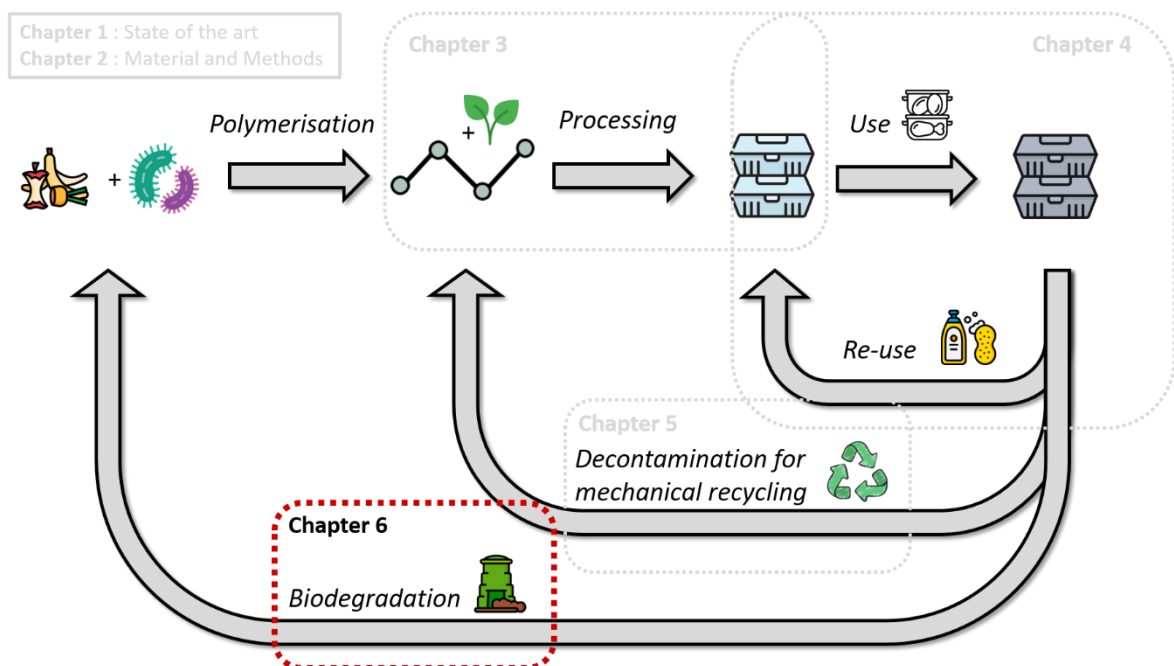 Chapter 1 : State of the art
Chapter 2 : Material and Methods
Chapter 3
Chapter 4
Polymerisation
+
+
Processing
Use
Re-use
Chapter 5
Decontamination for
mechanical recycling
Chapter 6
Biodegradation